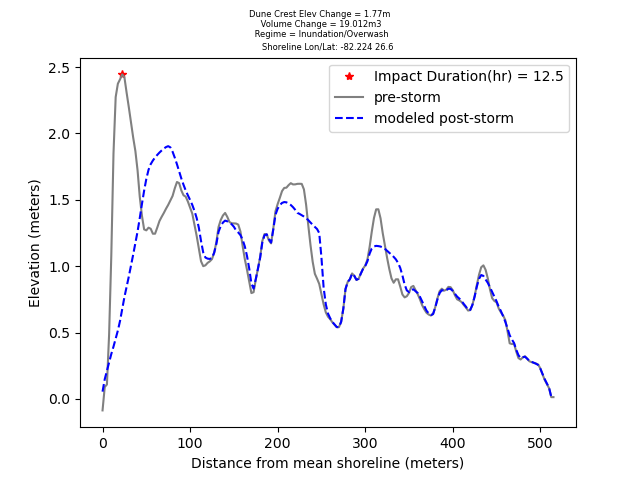 Dune Crest Elev Change = 1.77m
Volume Change = 19.012m3
Regime = Inundation/Overwash
Shoreline Lon/Lat: -82.224 26.6
Impact Duration(hr) = 12.5
pre-storm
modeled post-storm
Elevation (meters)
2.5
2.0
1.5
1.0
0.5
0.0
0 100 200 300 400 500
Distance from mean shoreline (meters)